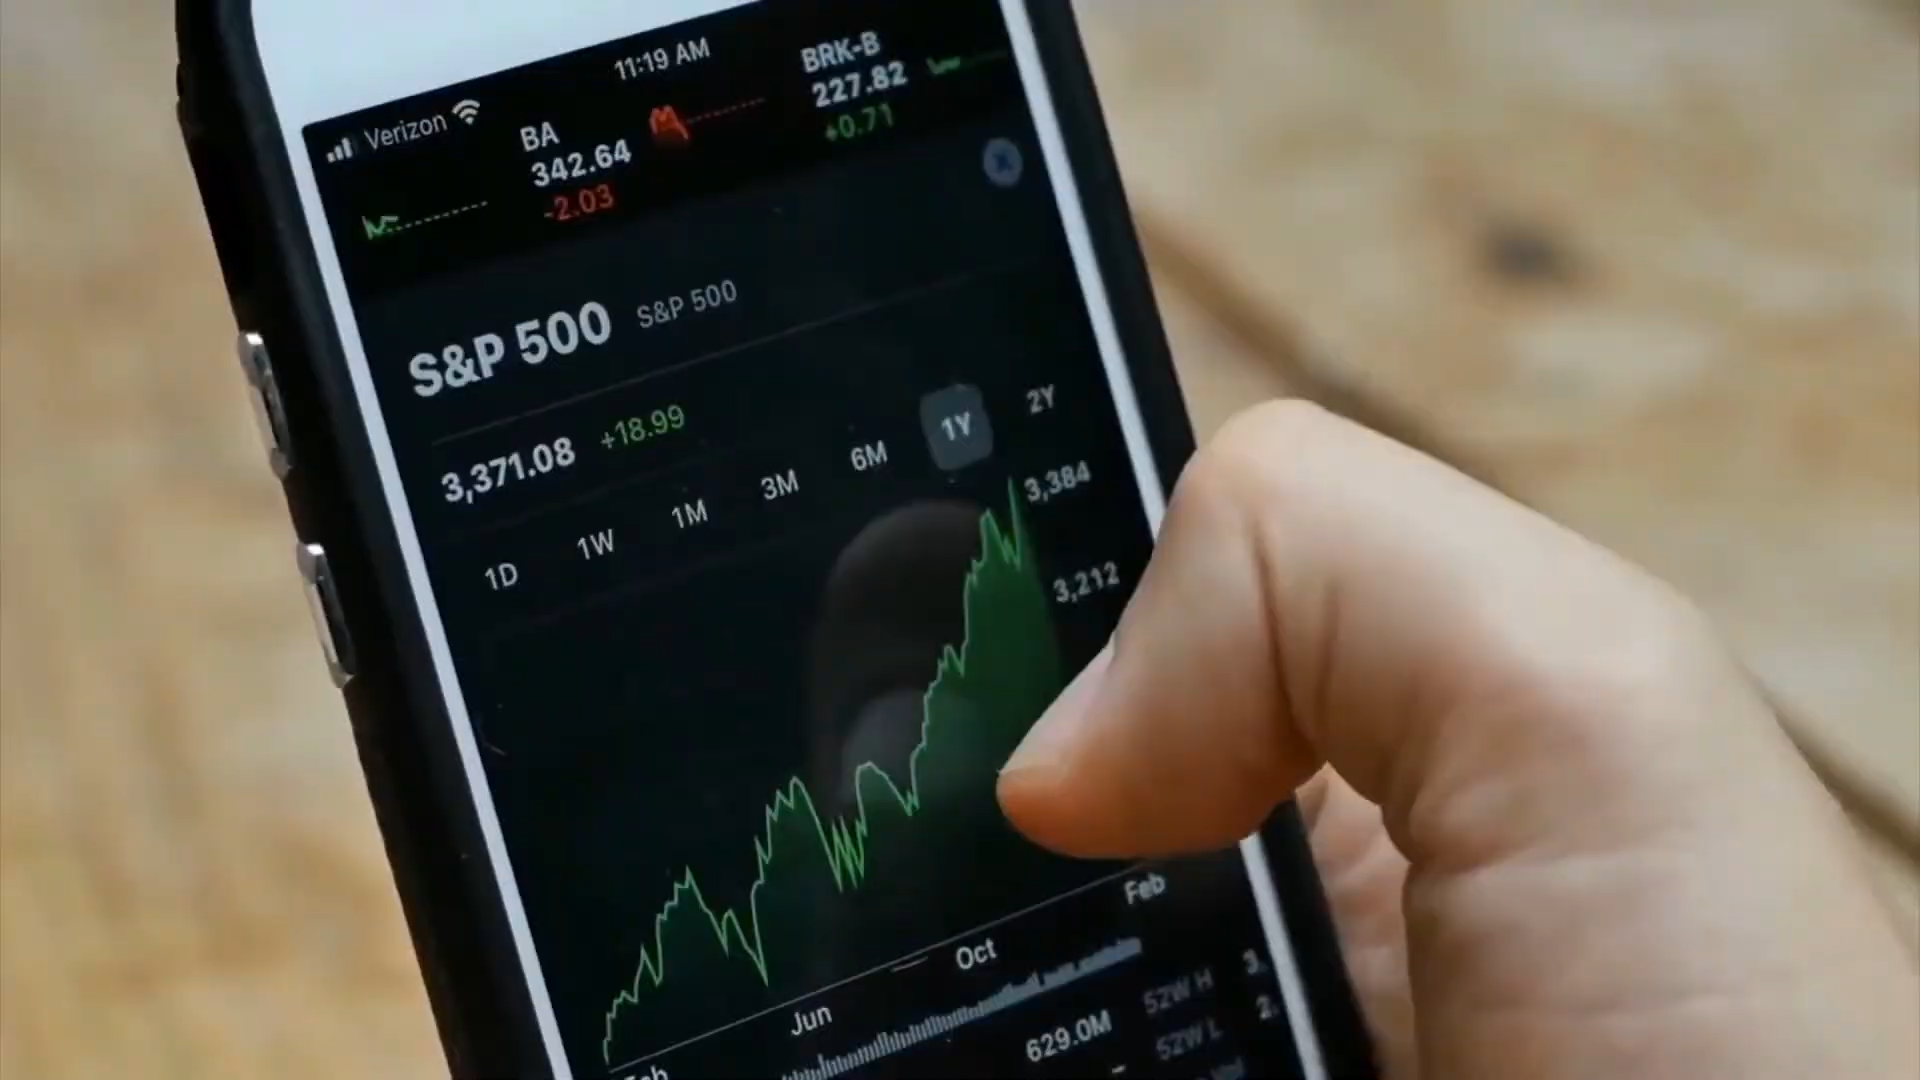 11:19 AM
Verizon
BA
342.64
-2.03
BRK-B
227.82
+0.71
S&P 500 S&P 500
3,371.08 +18.99
1D 1W 1M 3M 6M 1Y 2Y
3,384
3,212
Jun Oct Feb
629.0M
52W H 3.
52W L 2.